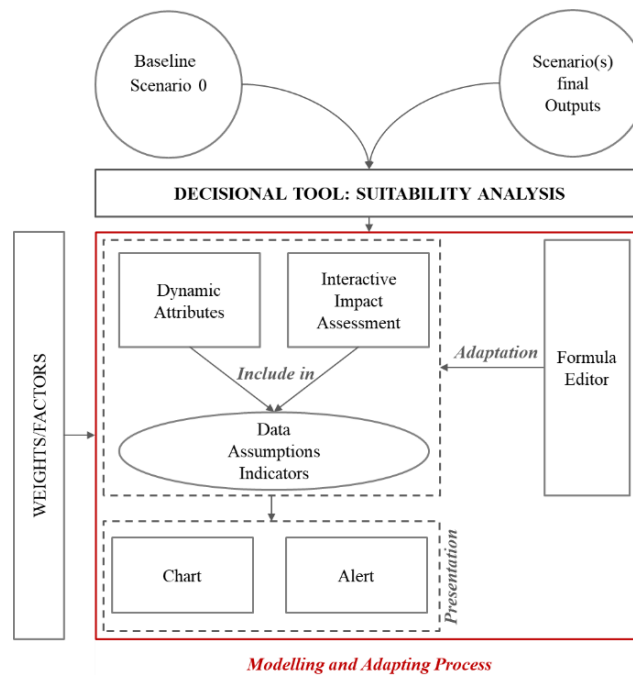 Baseline
Scenario 0
Scenario(s)
final
Outputs
DECISIONAL TOOL: SUITABILITY ANALYSIS
WEIGHTS/FACTORS
Dynamic
Attributes
Interactive
Impact
Assessment
Include in
Adaptation
Formula
Editor
Data
Assumptions
Indicators
Chart
Alert
Presentation
Modelling and Adapting Process